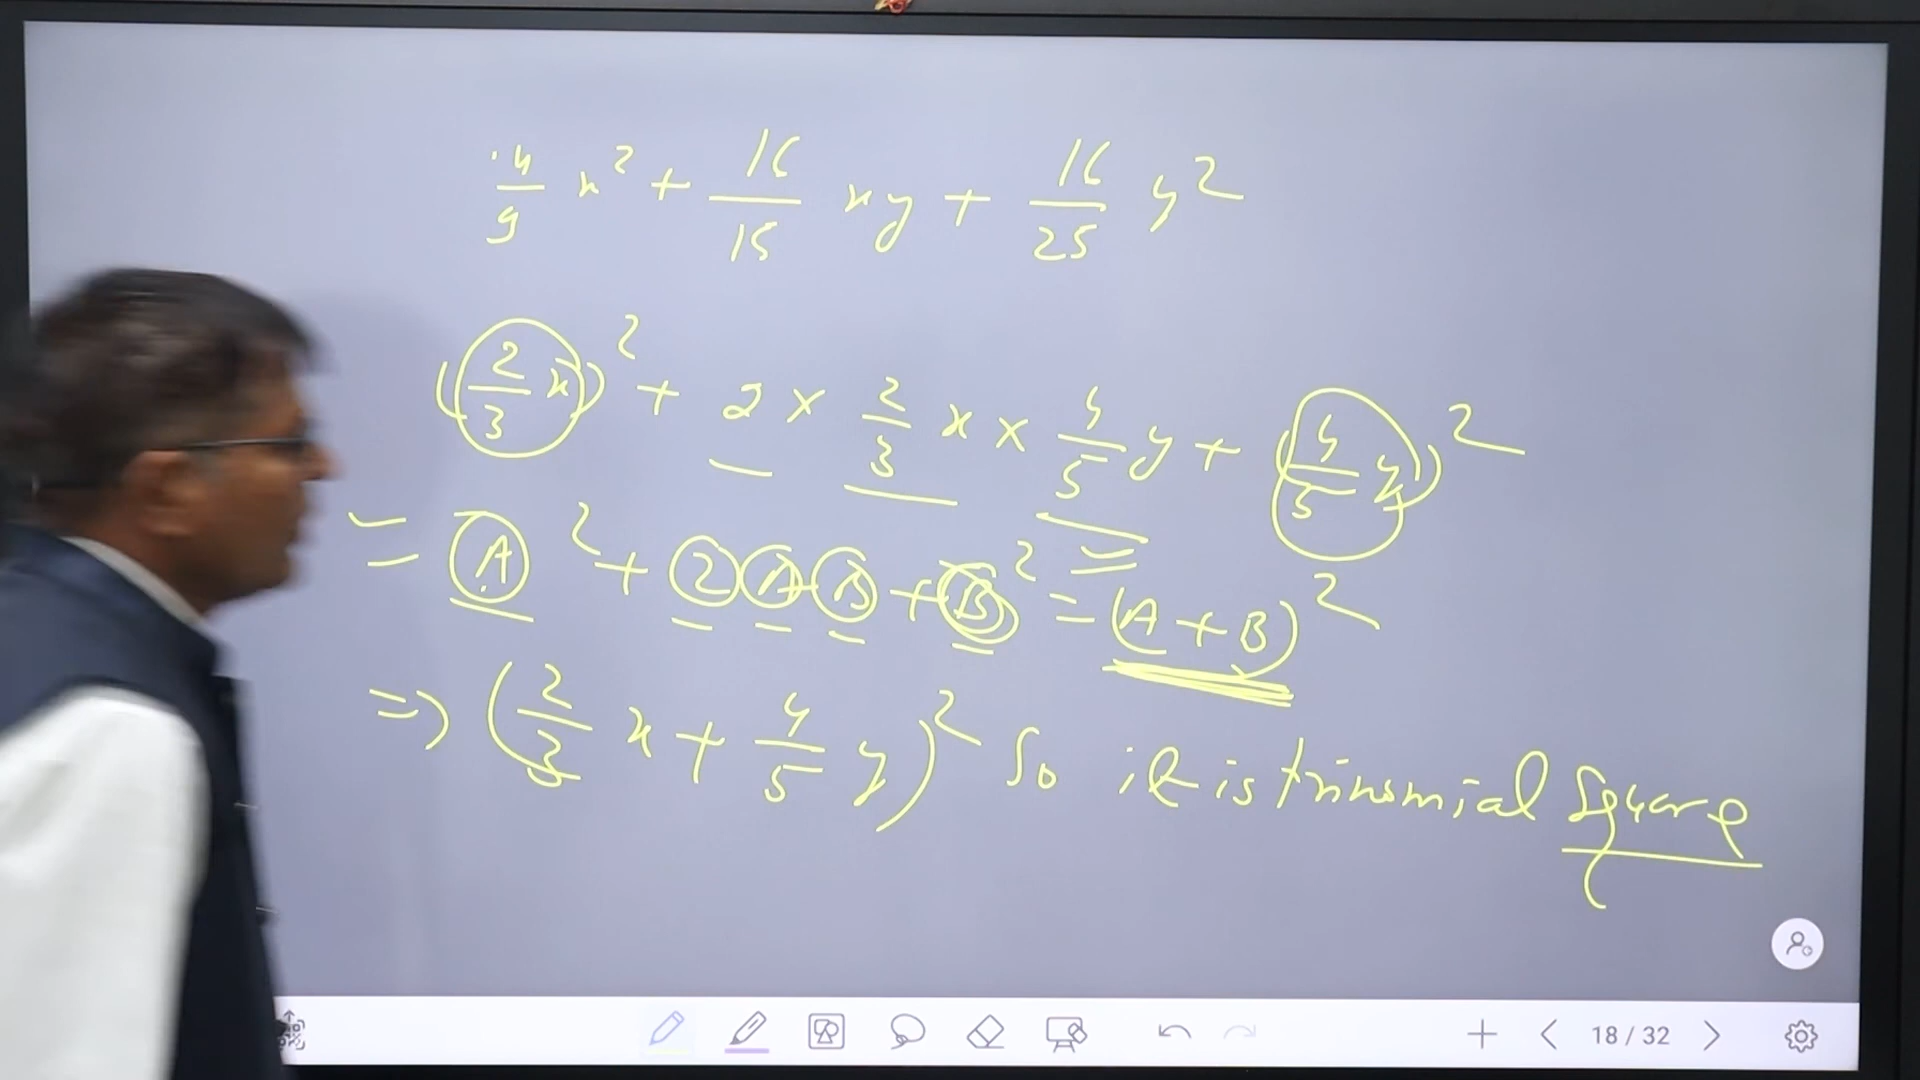 4/9 x² + 16/15 xy + 16/25 y²
(2/3 x)² + 2 × 2/3 x × 4/5 y + (4/5 y)²
= A² + 2AB + B² = (A + B)²
⇒ (2/3 x + 4/5 y)² So it is trinomial Square
18 / 32